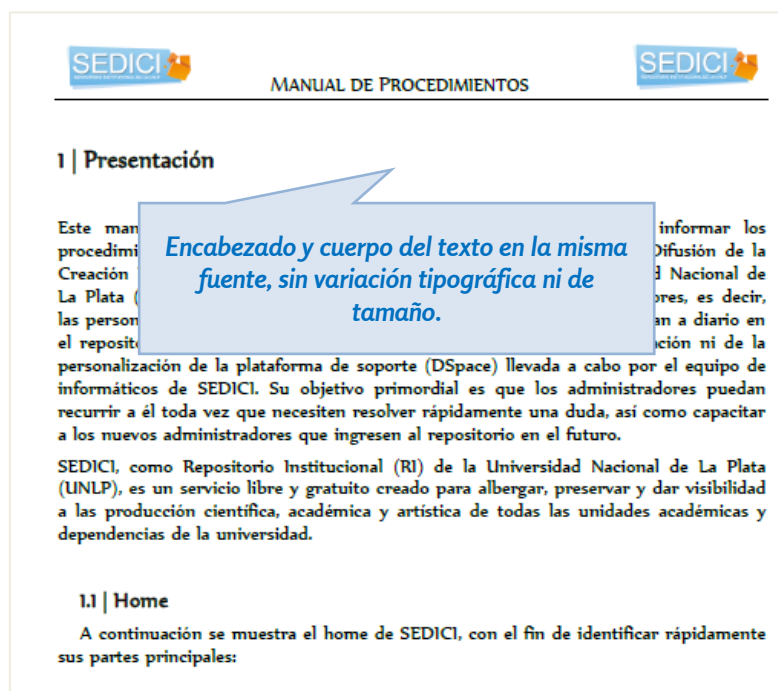 SEDICI
SEDICI
MANUAL DE PROCEDIMIENTOS
1 | Presentación
Encabezado y cuerpo del texto en la misma
fuente, sin variación tipográfica ni de
tamaño.
Este informar los
Difusión de la
Creación Nacional de
La Plata es decir,
las a diario en
el ni de la
personalización de la plataforma de soporte (DSpace) llevada a cabo por el equipo de
informáticos de SEDICI. Su objetivo primordial es que los administradores puedan
recurrir a él toda vez que necesiten resolver rápidamente una duda, así como capacitar
a los nuevos administradores que ingresen al repositorio en el futuro.
SEDICI, como Repositorio Institucional (RI) de la Universidad Nacional de La Plata
(UNLP), es un servicio libre y gratuito creado para albergar, preservar y dar visibilidad
a las producción científica, académica y artística de todas las unidades académicas y
dependencias de la universidad.
1.1 | Home
A continuación se muestra el home de SEDICI, con el fin de identificar rápidamente
sus partes principales: